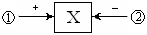 ① + X − ②